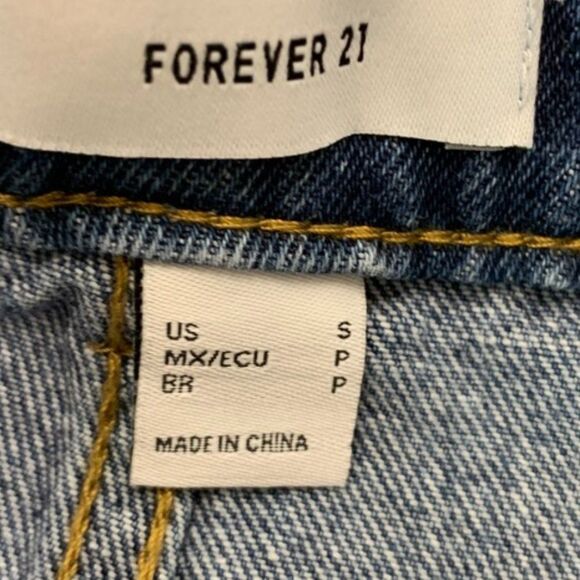 FOREVER 21
US S
MX/ECU P
BR P
MADE IN CHINA